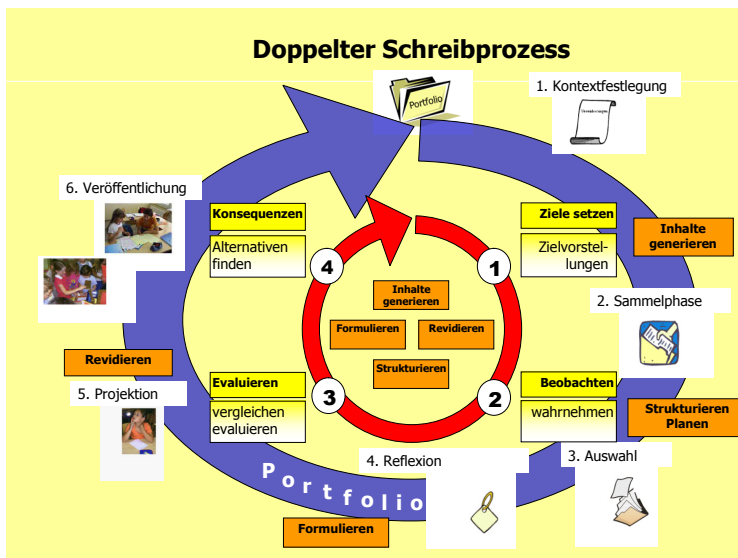 Doppelter Schreibprozess
Portfolio
1. Kontextfestlegung
6. Veröffentlichung
Konsequenzen
Alternativen
finden
Ziele setzen
Zielvorstel-
lungen
Inhalte
generieren
4
1
Inhalte
generieren
Formulieren
Revidieren
Strukturieren
2. Sammelphase
Revidieren
5. Projektion
Evaluieren
vergleichen
evaluieren
3
2
Beobachten
wahrnehmen
Strukturieren
Planen
4. Reflexion
3. Auswahl
Portfolio
Formulieren